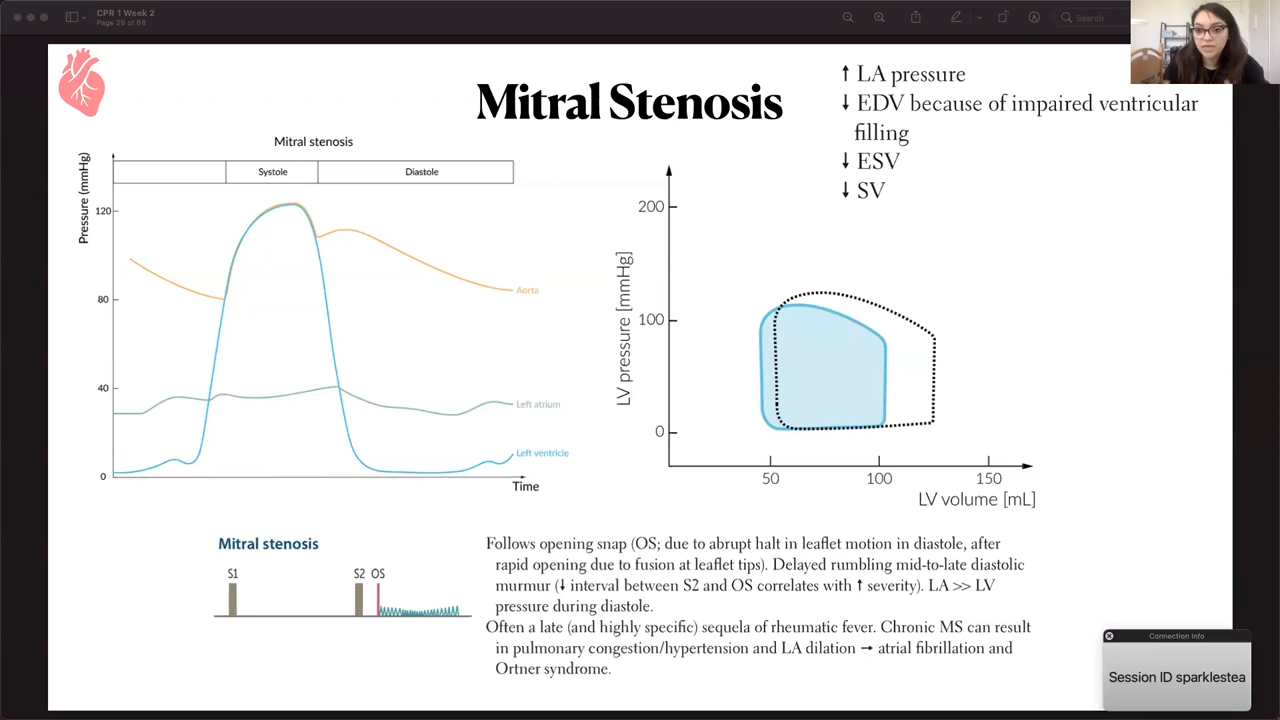 CPR 1 Week 2
Page 29 of 88
Search
Mitral Stenosis
↑ LA pressure
↓ EDV because of impaired ventricular
filling
↓ ESV
↓ SV
Mitral stenosis
Systole
Diastole
Pressure (mmHg)
120
80
40
0
Aorta
Left atrium
Left ventricle
Time
LV pressure [mmHg]
200
100
0
50
100
150
LV volume [mL]
Mitral stenosis
S1
S2
OS
Follows opening snap (OS; due to abrupt halt in leaflet motion in diastole, after
rapid opening due to fusion at leaflet tips). Delayed rumbling mid-to-late diastolic
murmur (↓ interval between S2 and OS correlates with ↑ severity). LA >> LV
pressure during diastole.
Often a late (and highly specific) sequela of rheumatic fever. Chronic MS can result
in pulmonary congestion/hypertension and LA dilation → atrial fibrillation and
Ortner syndrome.
Connection Info
Session ID sparklestea